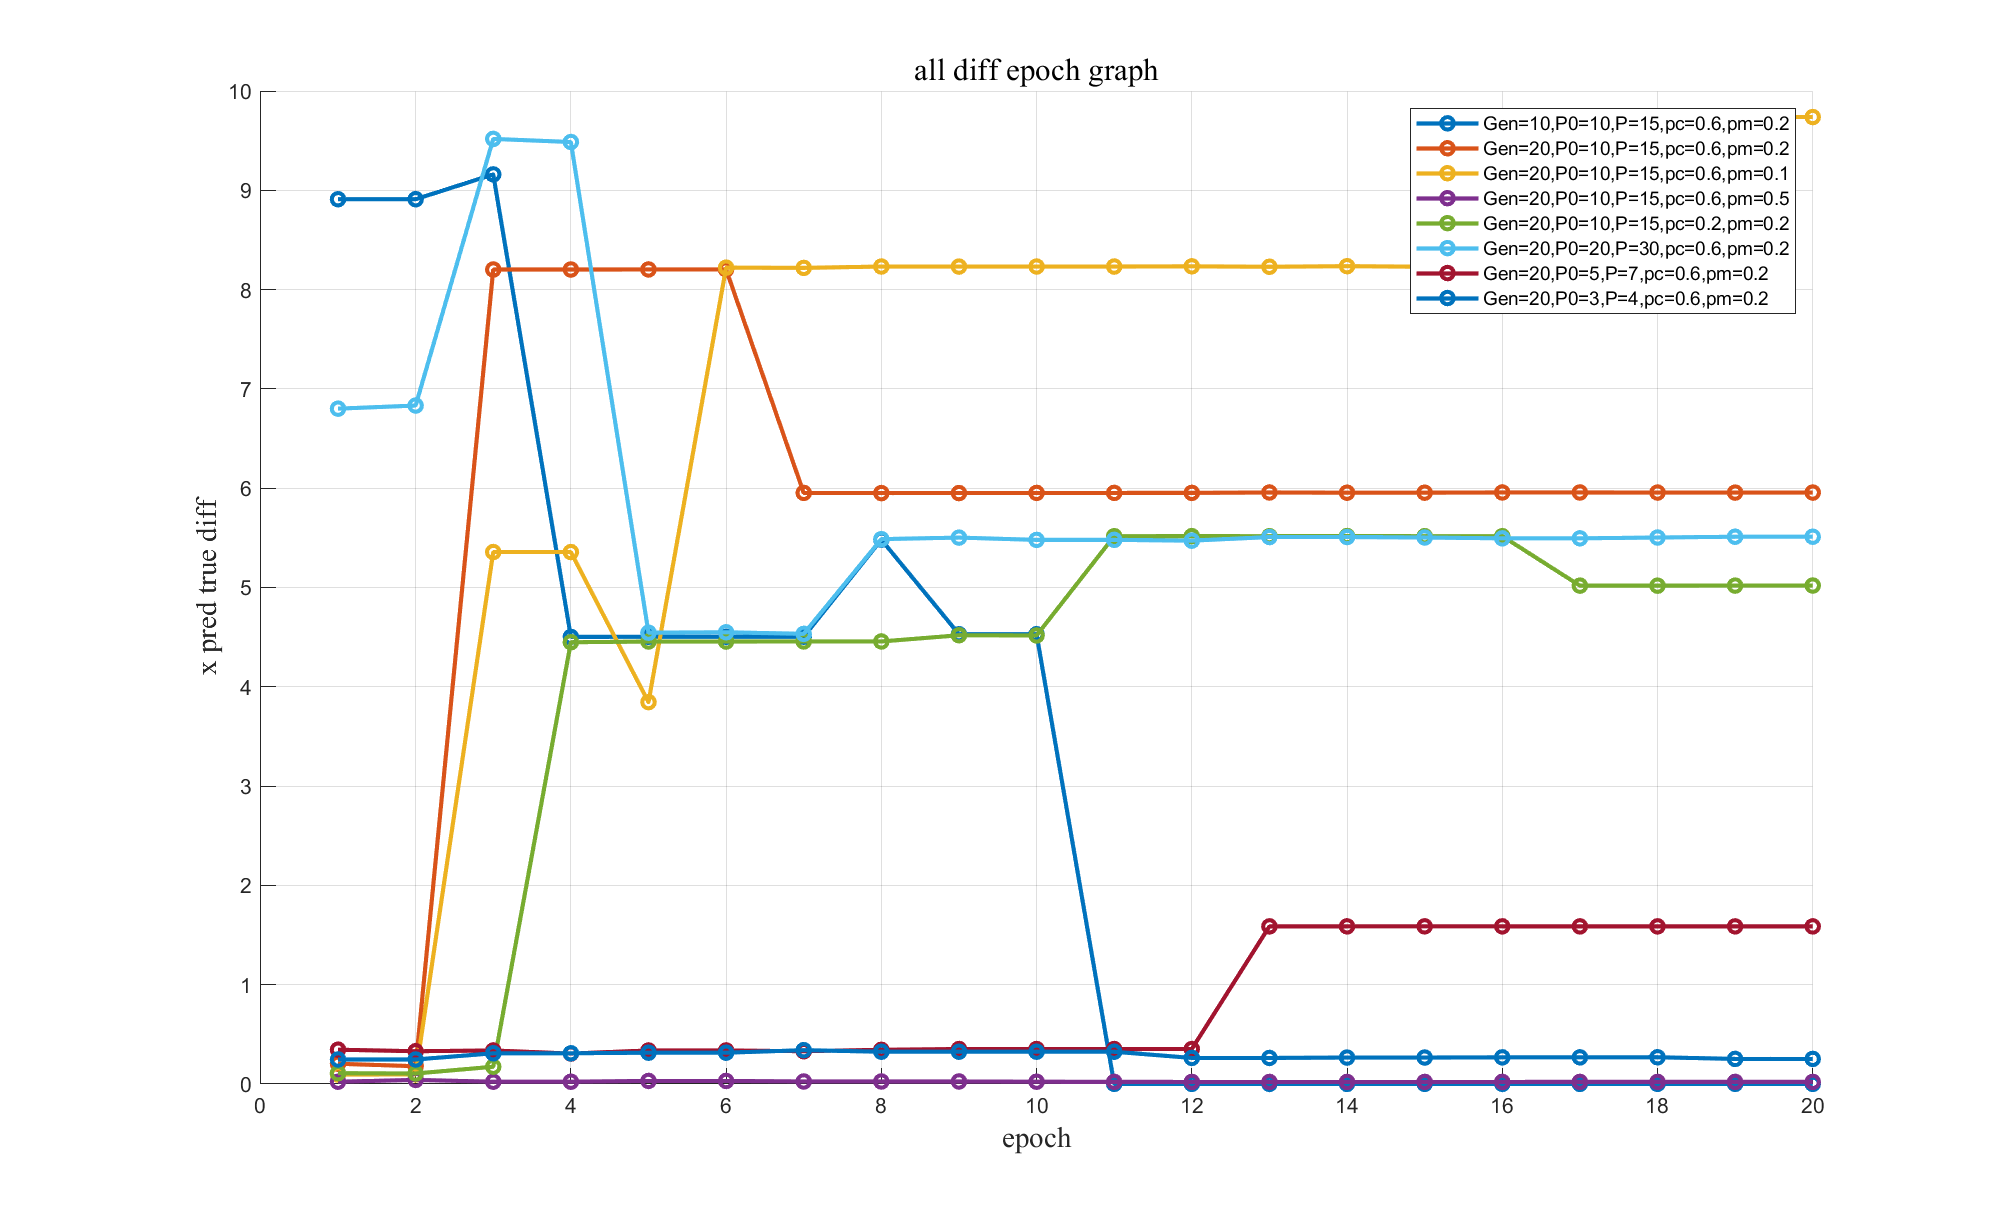 all diff epoch graph
10
9
8
7
6
5
4
3
2
1
0
x pred true diff
Gen=10,P0=10,P=15,pc=0.6,pm=0.2
Gen=20,P0=10,P=15,pc=0.6,pm=0.2
Gen=20,P0=10,P=15,pc=0.6,pm=0.1
Gen=20,P0=10,P=15,pc=0.6,pm=0.5
Gen=20,P0=10,P=15,pc=0.2,pm=0.2
Gen=20,P0=20,P=30,pc=0.6,pm=0.2
Gen=20,P0=5,P=7,pc=0.6,pm=0.2
Gen=20,P0=3,P=4,pc=0.6,pm=0.2
0 2 4 6 8 10 12 14 16 18 20
epoch